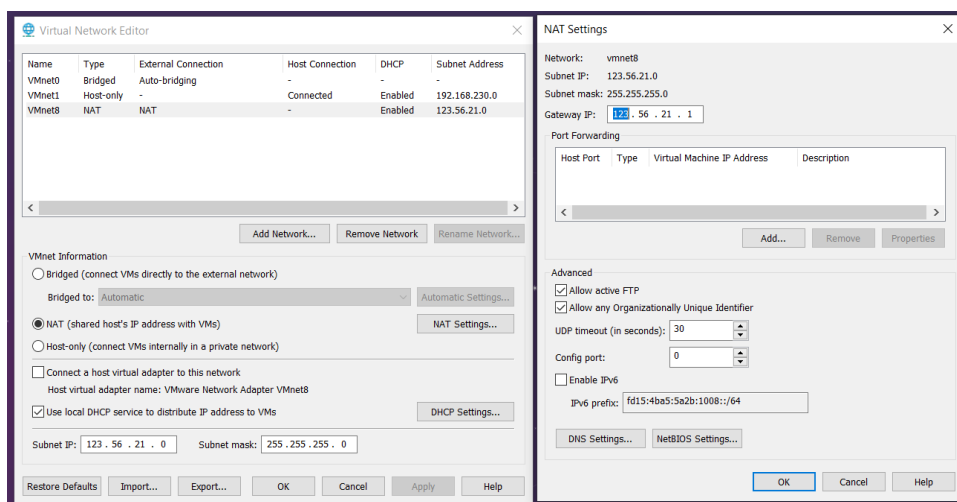 Virtual Network Editor
Name Type External Connection Host Connection DHCP Subnet Address
VMnet0 Bridged Auto-bridging - - -
VMnet1 Host-only - Connected Enabled 192.168.230.0
VMnet8 NAT NAT - Enabled 123.56.21.0
Add Network... Remove Network Rename Network...
VMnet Information
Bridged (connect VMs directly to the external network)
Bridged to: Automatic Automatic Settings...
NAT (shared host's IP address with VMs) NAT Settings...
Host-only (connect VMs internally in a private network)
Connect a host virtual adapter to this network
Host virtual adapter name: VMware Network Adapter VMnet8
Use local DHCP service to distribute IP address to VMs DHCP Settings...
Subnet IP: 123 . 56 . 21 . 0 Subnet mask: 255 . 255 . 255 . 0
Restore Defaults Import... Export... OK Cancel Apply Help
NAT Settings
Network: vmnet8
Subnet IP: 123.56.21.0
Subnet mask: 255.255.255.0
Gateway IP: 123 . 56 . 21 . 1
Port Forwarding
Host Port Type Virtual Machine IP Address Description
Add... Remove Properties
Advanced
Allow active FTP
Allow any Organizationally Unique Identifier
UDP timeout (in seconds): 30
Config port: 0
Enable IPv6
IPv6 prefix: fd15:4ba5:5a2b:1008::/64
DNS Settings... NetBIOS Settings...
OK Cancel Help